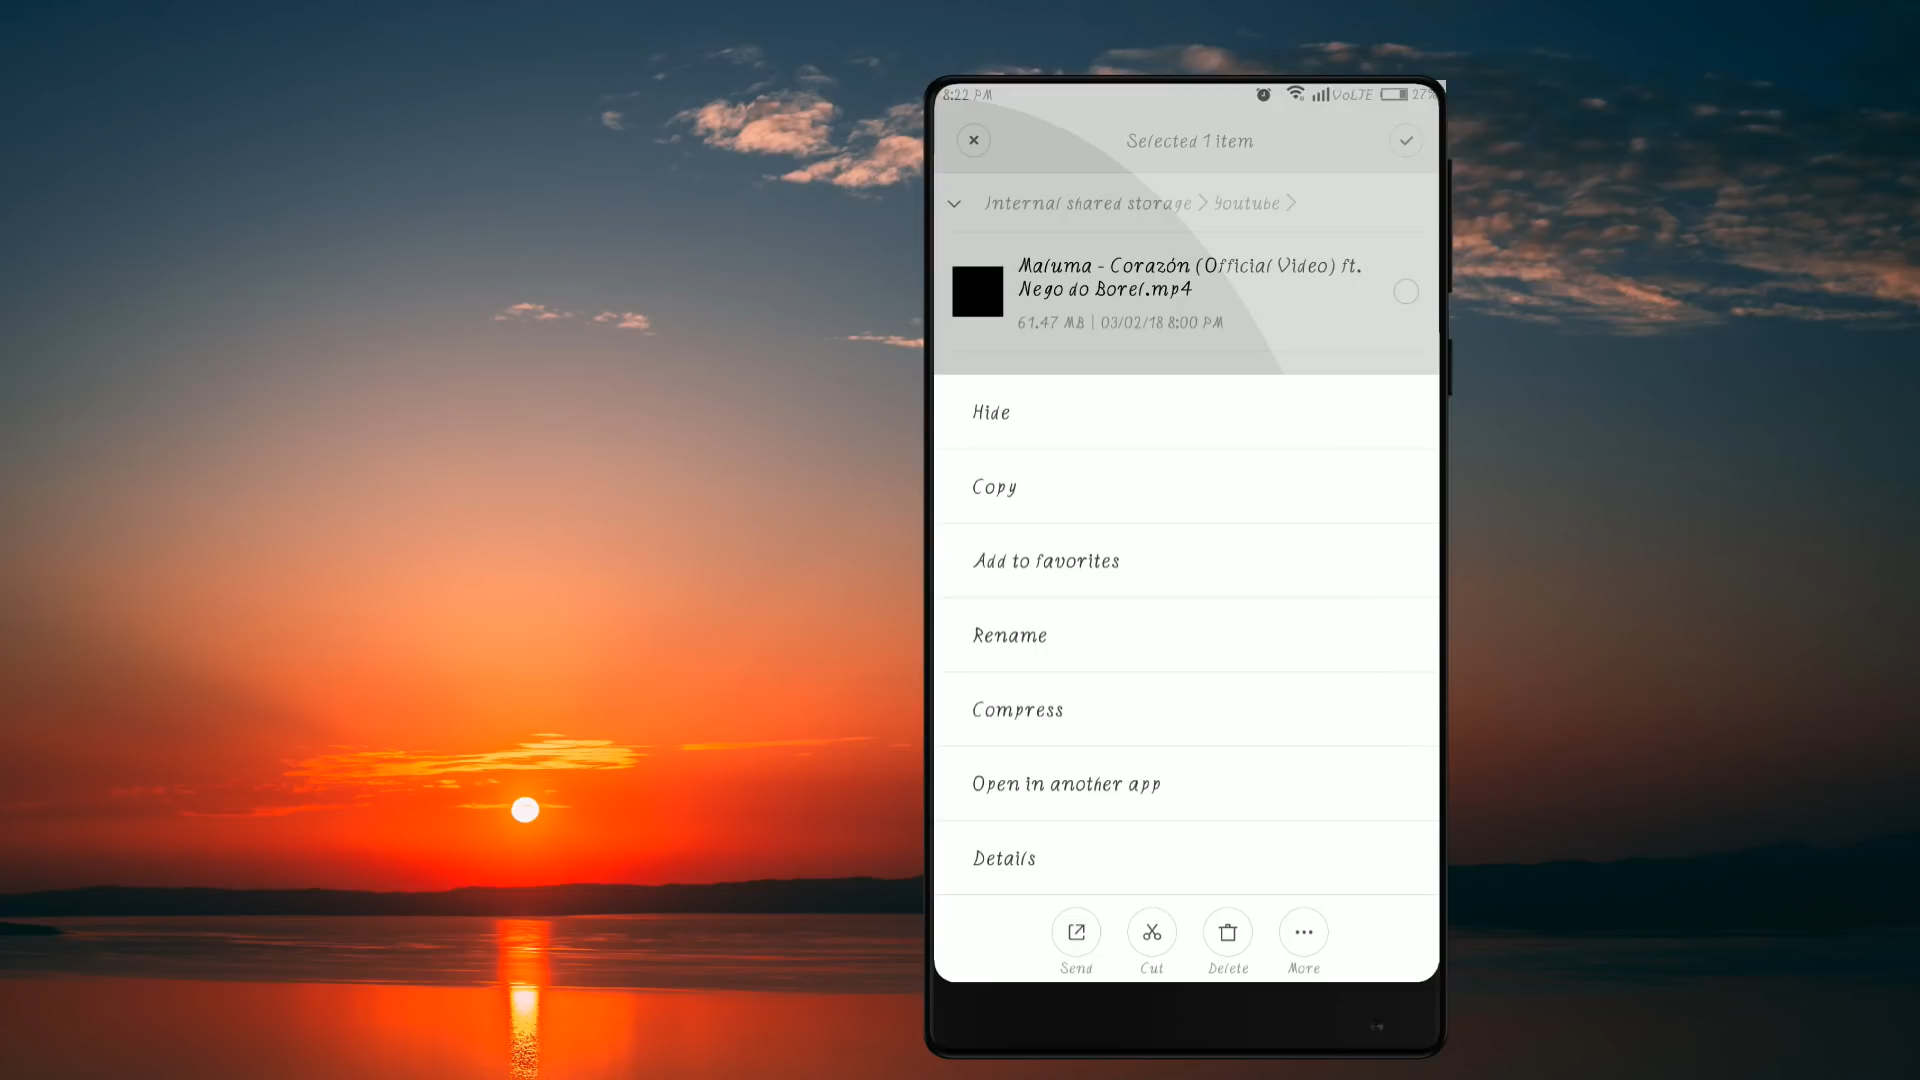 8:22 PM VoLTE 27%
Selected 1 item
Internal shared storage > Youtube >
Maluma - Corazón (Official Video) ft.
Nego do Borel.mp4
61.47 MB | 03/02/18 8:00 PM
Hide
Copy
Add to favorites
Rename
Compress
Open in another app
Details
Send Cut Delete More